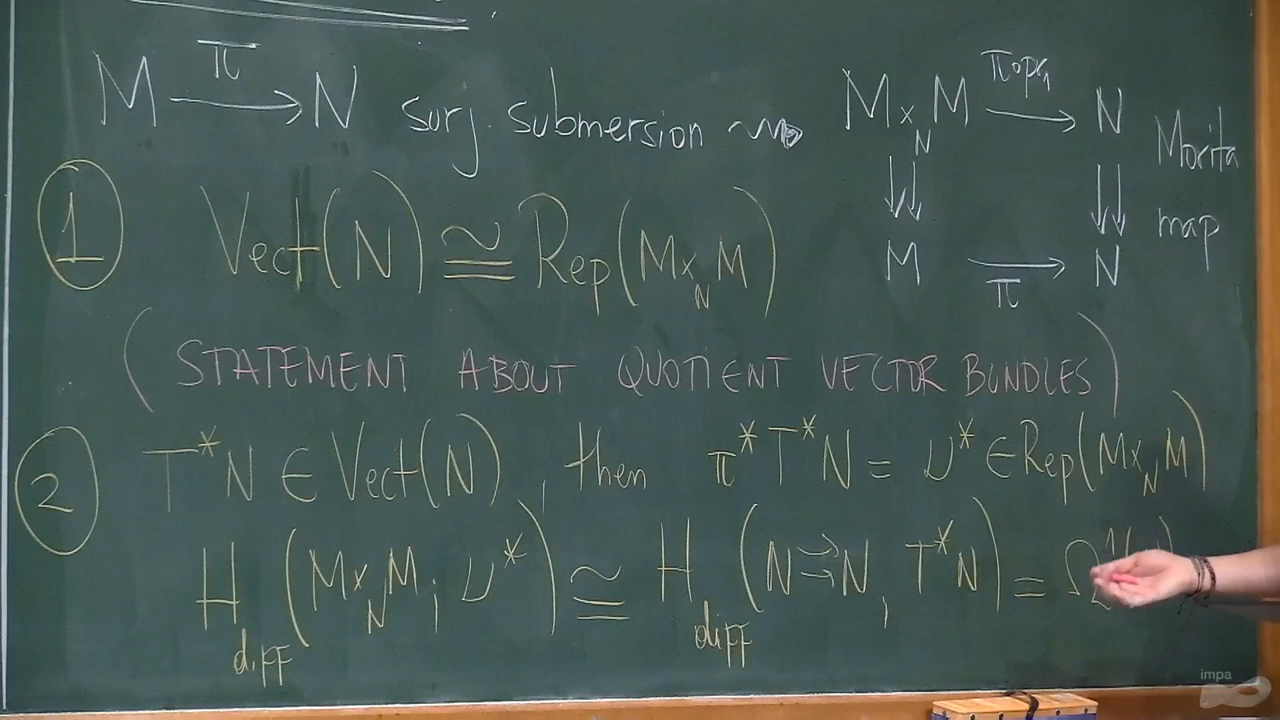 M —π→ N surj. submersion ⇝ M ×_N M —π∘pr₁→ N Morita
⇊ ⇊ map
M —π→ N
① Vect(N) ≅ Rep(M ×_N M)
(STATEMENT ABOUT QUOTIENT VECTOR BUNDLES)
② T*N ∈ Vect(N), then π*T*N = ν* ∈ Rep(M ×_N M)
H_diff(M ×_N M; ν*) ≅ H_diff(N ⇉ N, T*N) = Ω¹
impa